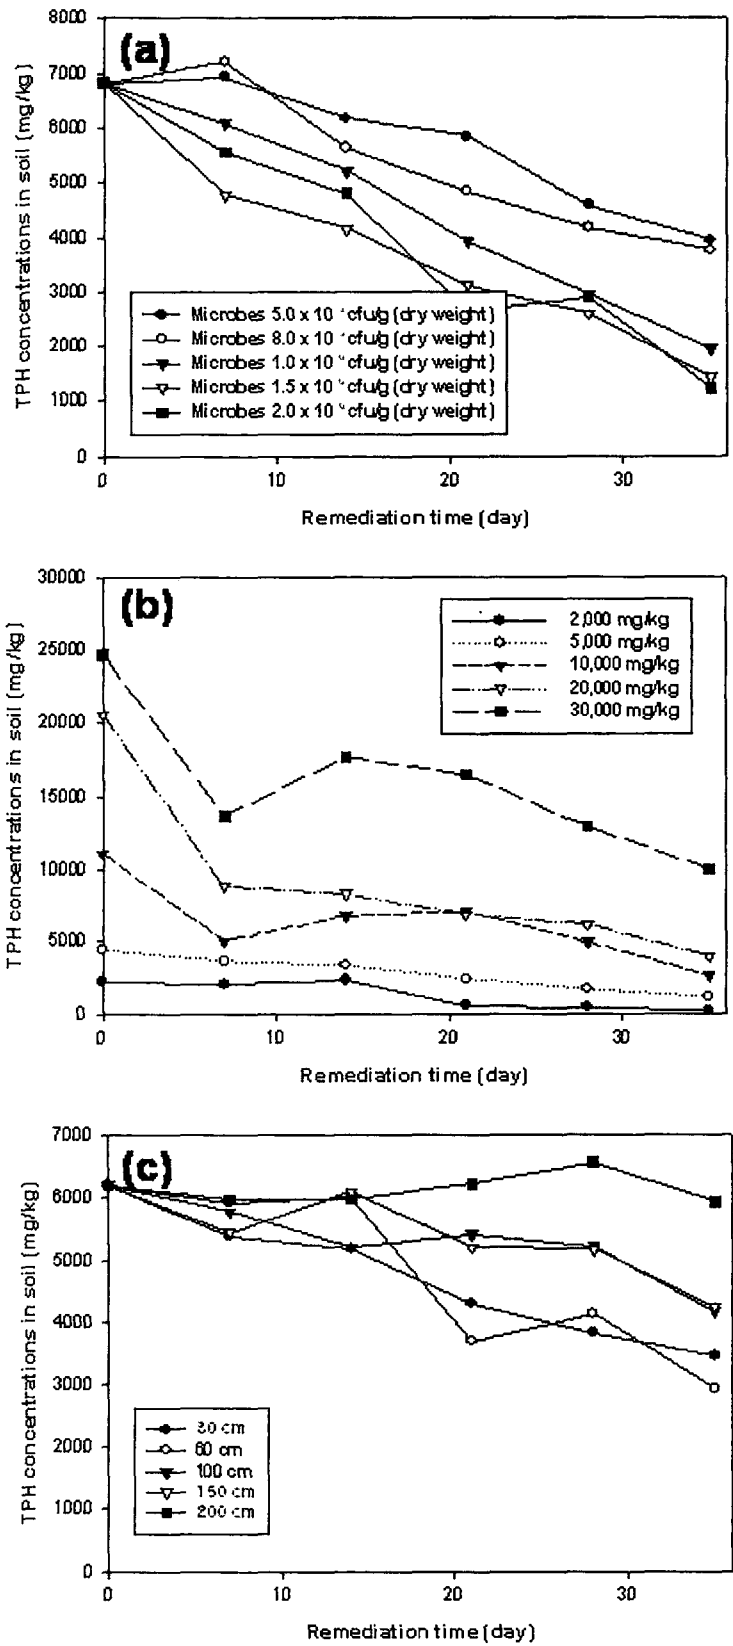 (a)
8000
7000
6000
5000
4000
3000
2000
1000
0
TPH concentrations in soil (mg/kg)
Microbes 5.0 x 10 cfu/g (dry weight)
Microbes 8.0 x 10 cfu/g (dry weight)
Microbes 1.0 x 10 cfu/g (dry weight)
Microbes 1.5 x 10 cfu/g (dry weight)
Microbes 2.0 x 10 cfu/g (dry weight)
0 10 20 30
Remediation time (day)
(b)
30000
25000
20000
15000
10000
5000
0
TPH concentrations in soil (mg/kg)
2,000 mg/kg
5,000 mg/kg
10,000 mg/kg
20,000 mg/kg
30,000 mg/kg
0 10 20 30
Remediation time (day)
(c)
7000
6000
5000
4000
3000
2000
1000
0
TPH concentrations in soil (mg/kg)
cm
60 cm
100 cm
150 cm
200 cm
0 10 20 30
Remediation time (day)